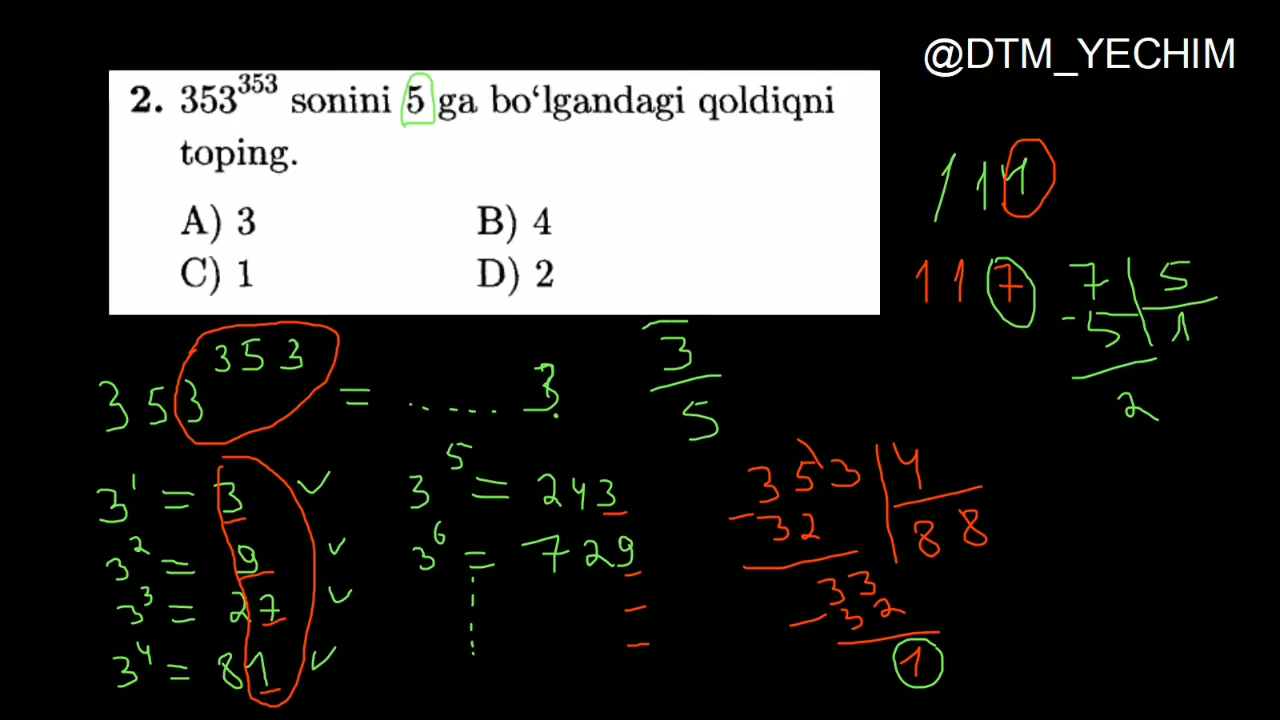 @DTM_YECHIM
2. 353^353 sonini 5 ga bo‘lgandagi qoldiqni
toping.
A) 3 B) 4
C) 1 D) 2
111
117
7 | 5
- 5 | 1
2
353^353 = ...... 3
3
5
3^1 = 3
3^2 = 9
3^3 = 27
3^4 = 81
3^5 = 243
3^6 = 729
353 | 4
- 32 | 88
33
- 32
1